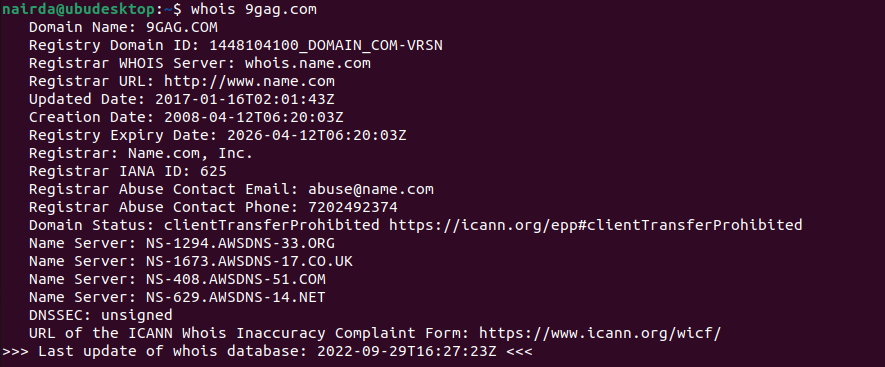 nairda@ubudesktop:~$ whois 9gag.com
Domain Name: 9GAG.COM
Registry Domain ID: 1448104100_DOMAIN_COM-VRSN
Registrar WHOIS Server: whois.name.com
Registrar URL: http://www.name.com
Updated Date: 2017-01-16T02:01:43Z
Creation Date: 2008-04-12T06:20:03Z
Registry Expiry Date: 2026-04-12T06:20:03Z
Registrar: Name.com, Inc.
Registrar IANA ID: 625
Registrar Abuse Contact Email: abuse@name.com
Registrar Abuse Contact Phone: 7202492374
Domain Status: clientTransferProhibited https://icann.org/epp#clientTransferProhibited
Name Server: NS-1294.AWSDNS-33.ORG
Name Server: NS-1673.AWSDNS-17.CO.UK
Name Server: NS-408.AWSDNS-51.COM
Name Server: NS-629.AWSDNS-14.NET
DNSSEC: unsigned
URL of the ICANN Whois Inaccuracy Complaint Form: https://www.icann.org/wicf/
>>> Last update of whois database: 2022-09-29T16:27:23Z <<<